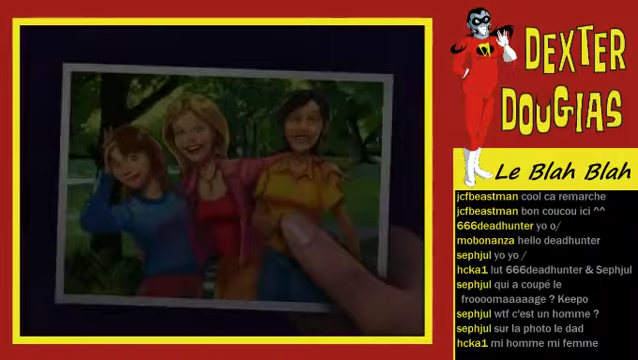 DEXTER
DOUGlAS
Le Blah Blah
jcfbeastman cool ca remarche
jcfbeastman bon coucou ici ^^
666deadhunter yo o/
mobonanza hello deadhunter
sephjul yo yo /
hcka1 lut 666deadhunter & Sephjul
sephjul qui a coupé le
froooomaaaaage ? Keepo
sephjul wtf c'est un homme ?
sephjul sur la photo le dad
hcka1 mi homme mi femme